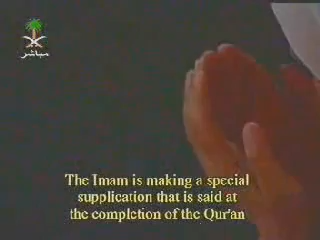 مباشر
The Imam is making a special
supplication that is said at
the completion of the Qur'an